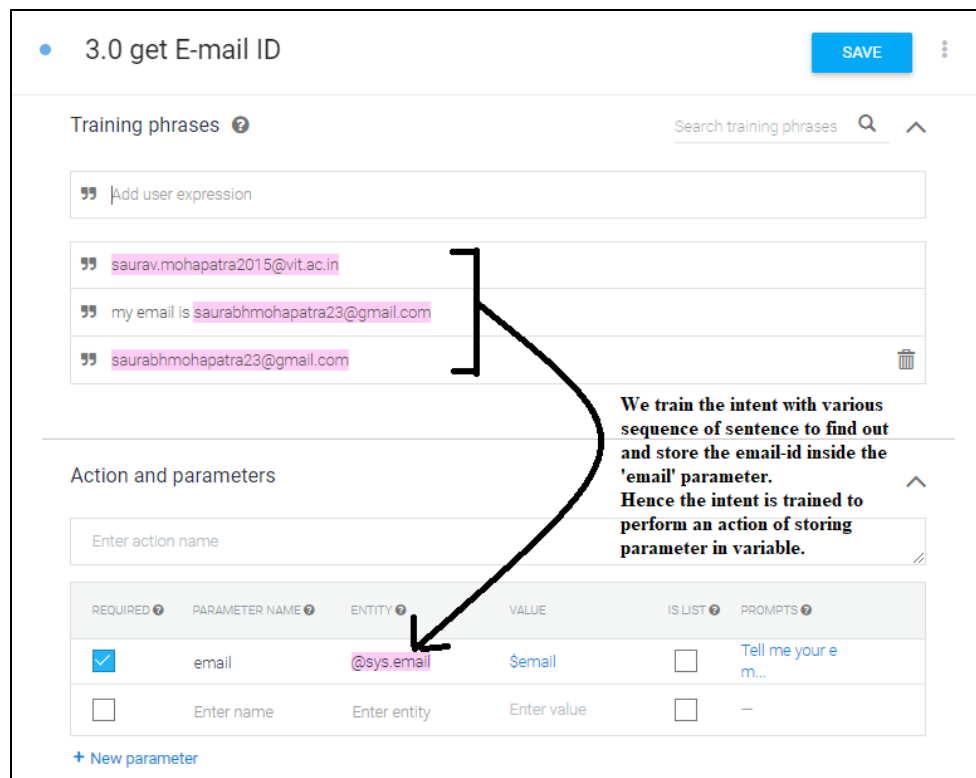 3.0 get E-mail ID
SAVE
Training phrases
Search training phrases
Add user expression
saurav.mohapatra2015@vit.ac.in
my email is saurabhmohapatra23@gmail.com
saurabhmohapatra23@gmail.com
We train the intent with various
sequence of sentence to find out
and store the email-id inside the
'email' parameter.
Hence the intent is trained to
perform an action of storing
parameter in variable.
Action and parameters
Enter action name
REQUIRED PARAMETER NAME ENTITY VALUE IS LIST PROMPTS
email @sys.email $email Tell me your e
m...
Enter name Enter entity Enter value –
+ New parameter